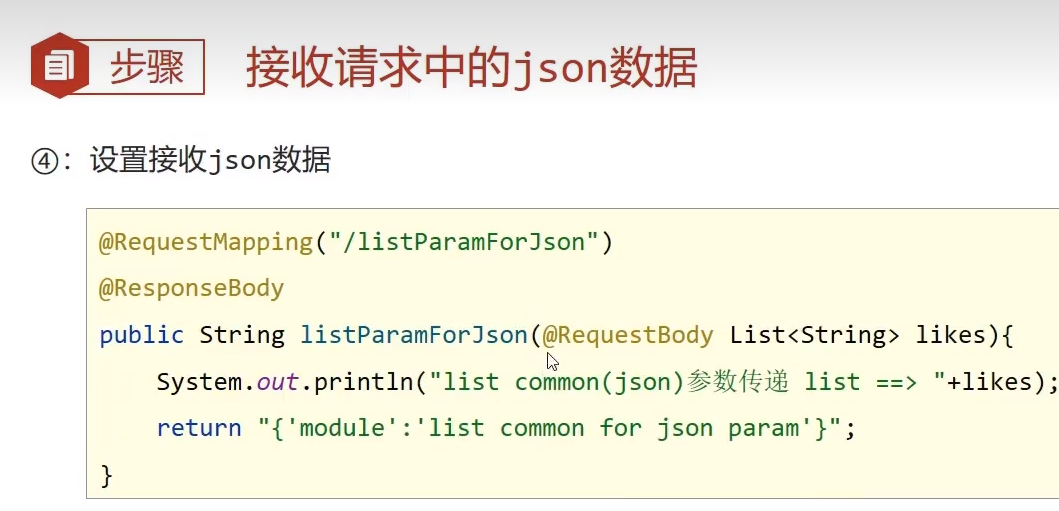 步骤 接收请求中的json数据
④：设置接收json数据
@RequestMapping("/listParamForJson")
@ResponseBody
public String listParamForJson(@RequestBody List<String> likes){
System.out.println("list common(json)参数传递 list ==> "+likes);
return "{'module':'list common for json param'}";
}